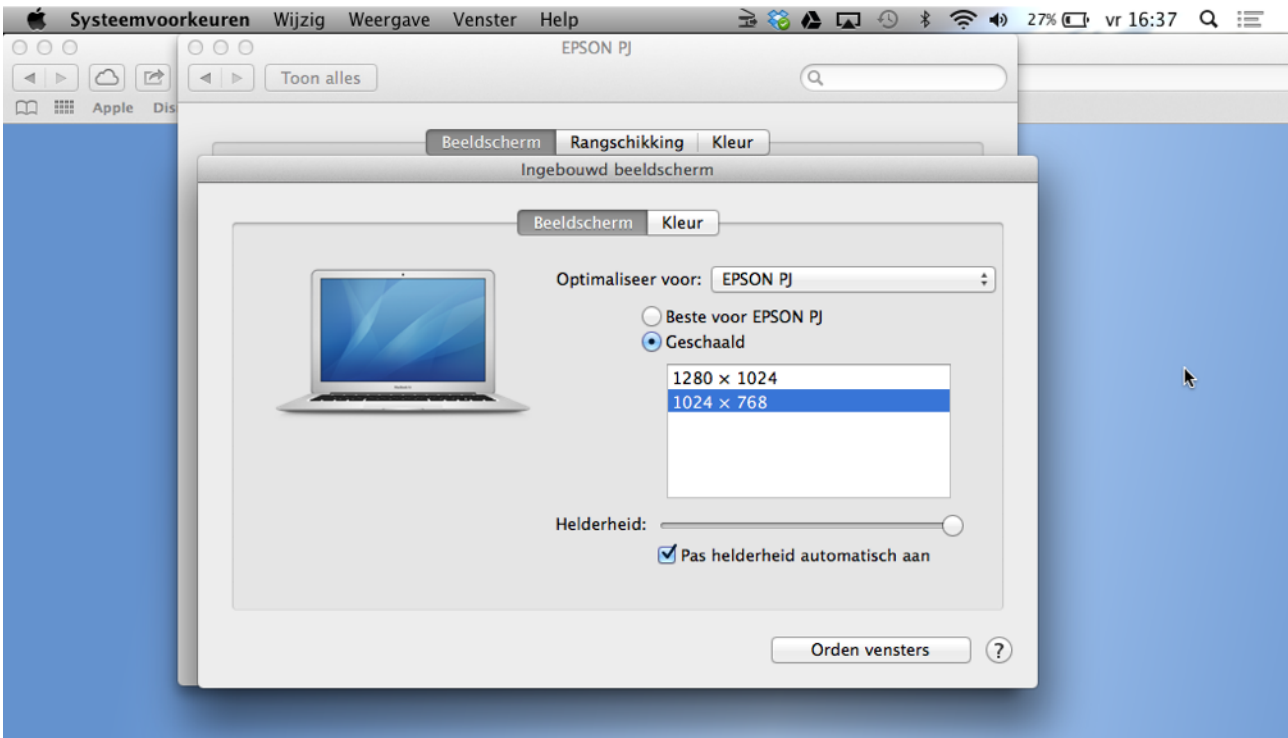 Systeemvoorkeuren Wijzig Weergave Venster Help 27% vr 16:37
EPSON PJ
Toon alles
Apple Dis
Beeldscherm Rangschikking Kleur
Ingebouwd beeldscherm
Beeldscherm Kleur
Optimaliseer voor: EPSON PJ
Beste voor EPSON PJ
Geschaald
1280 × 1024
1024 × 768
Helderheid:
Pas helderheid automatisch aan
Orden vensters ?